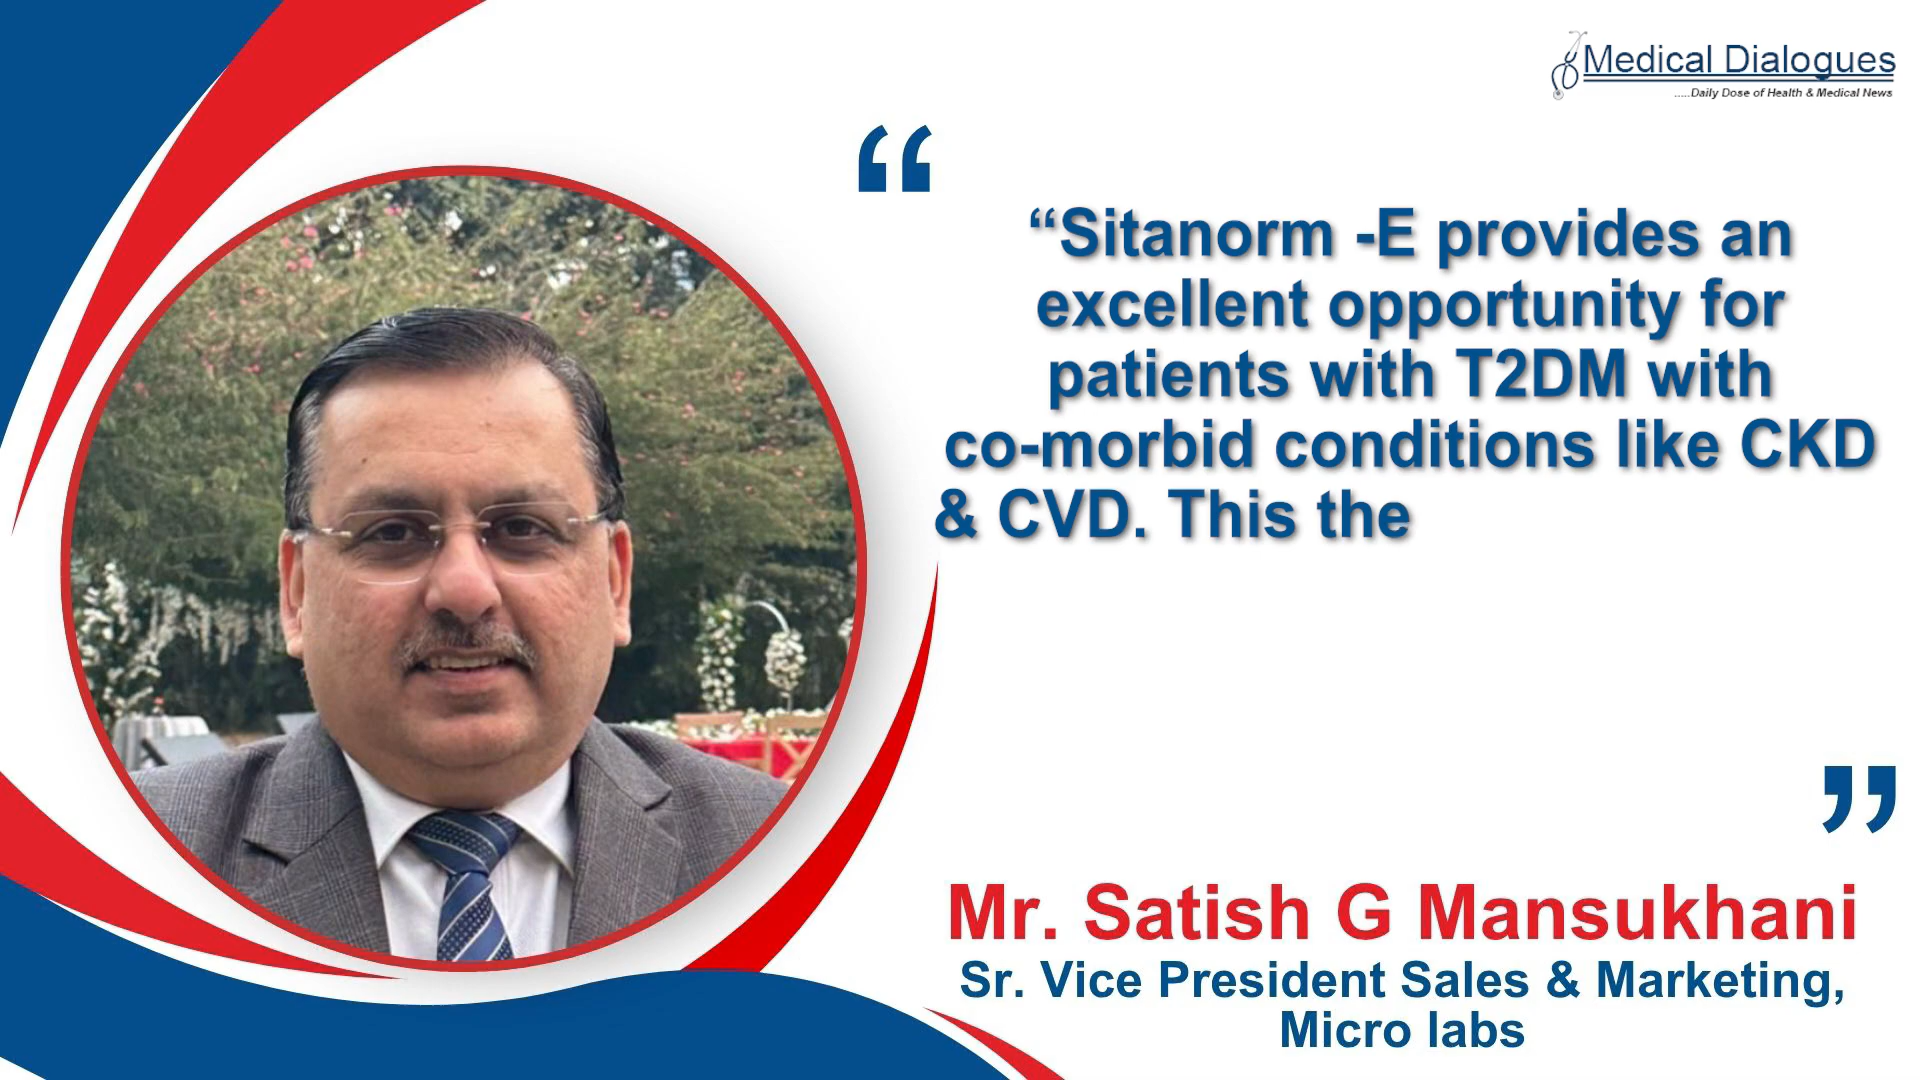 Medical Dialogues
.....Daily Dose of Health & Medical News
“
“Sitanorm -E provides an
excellent opportunity for
patients with T2DM with
co-morbid conditions like CKD
& CVD. This the
”
Mr. Satish G Mansukhani
Sr. Vice President Sales & Marketing,
Micro labs